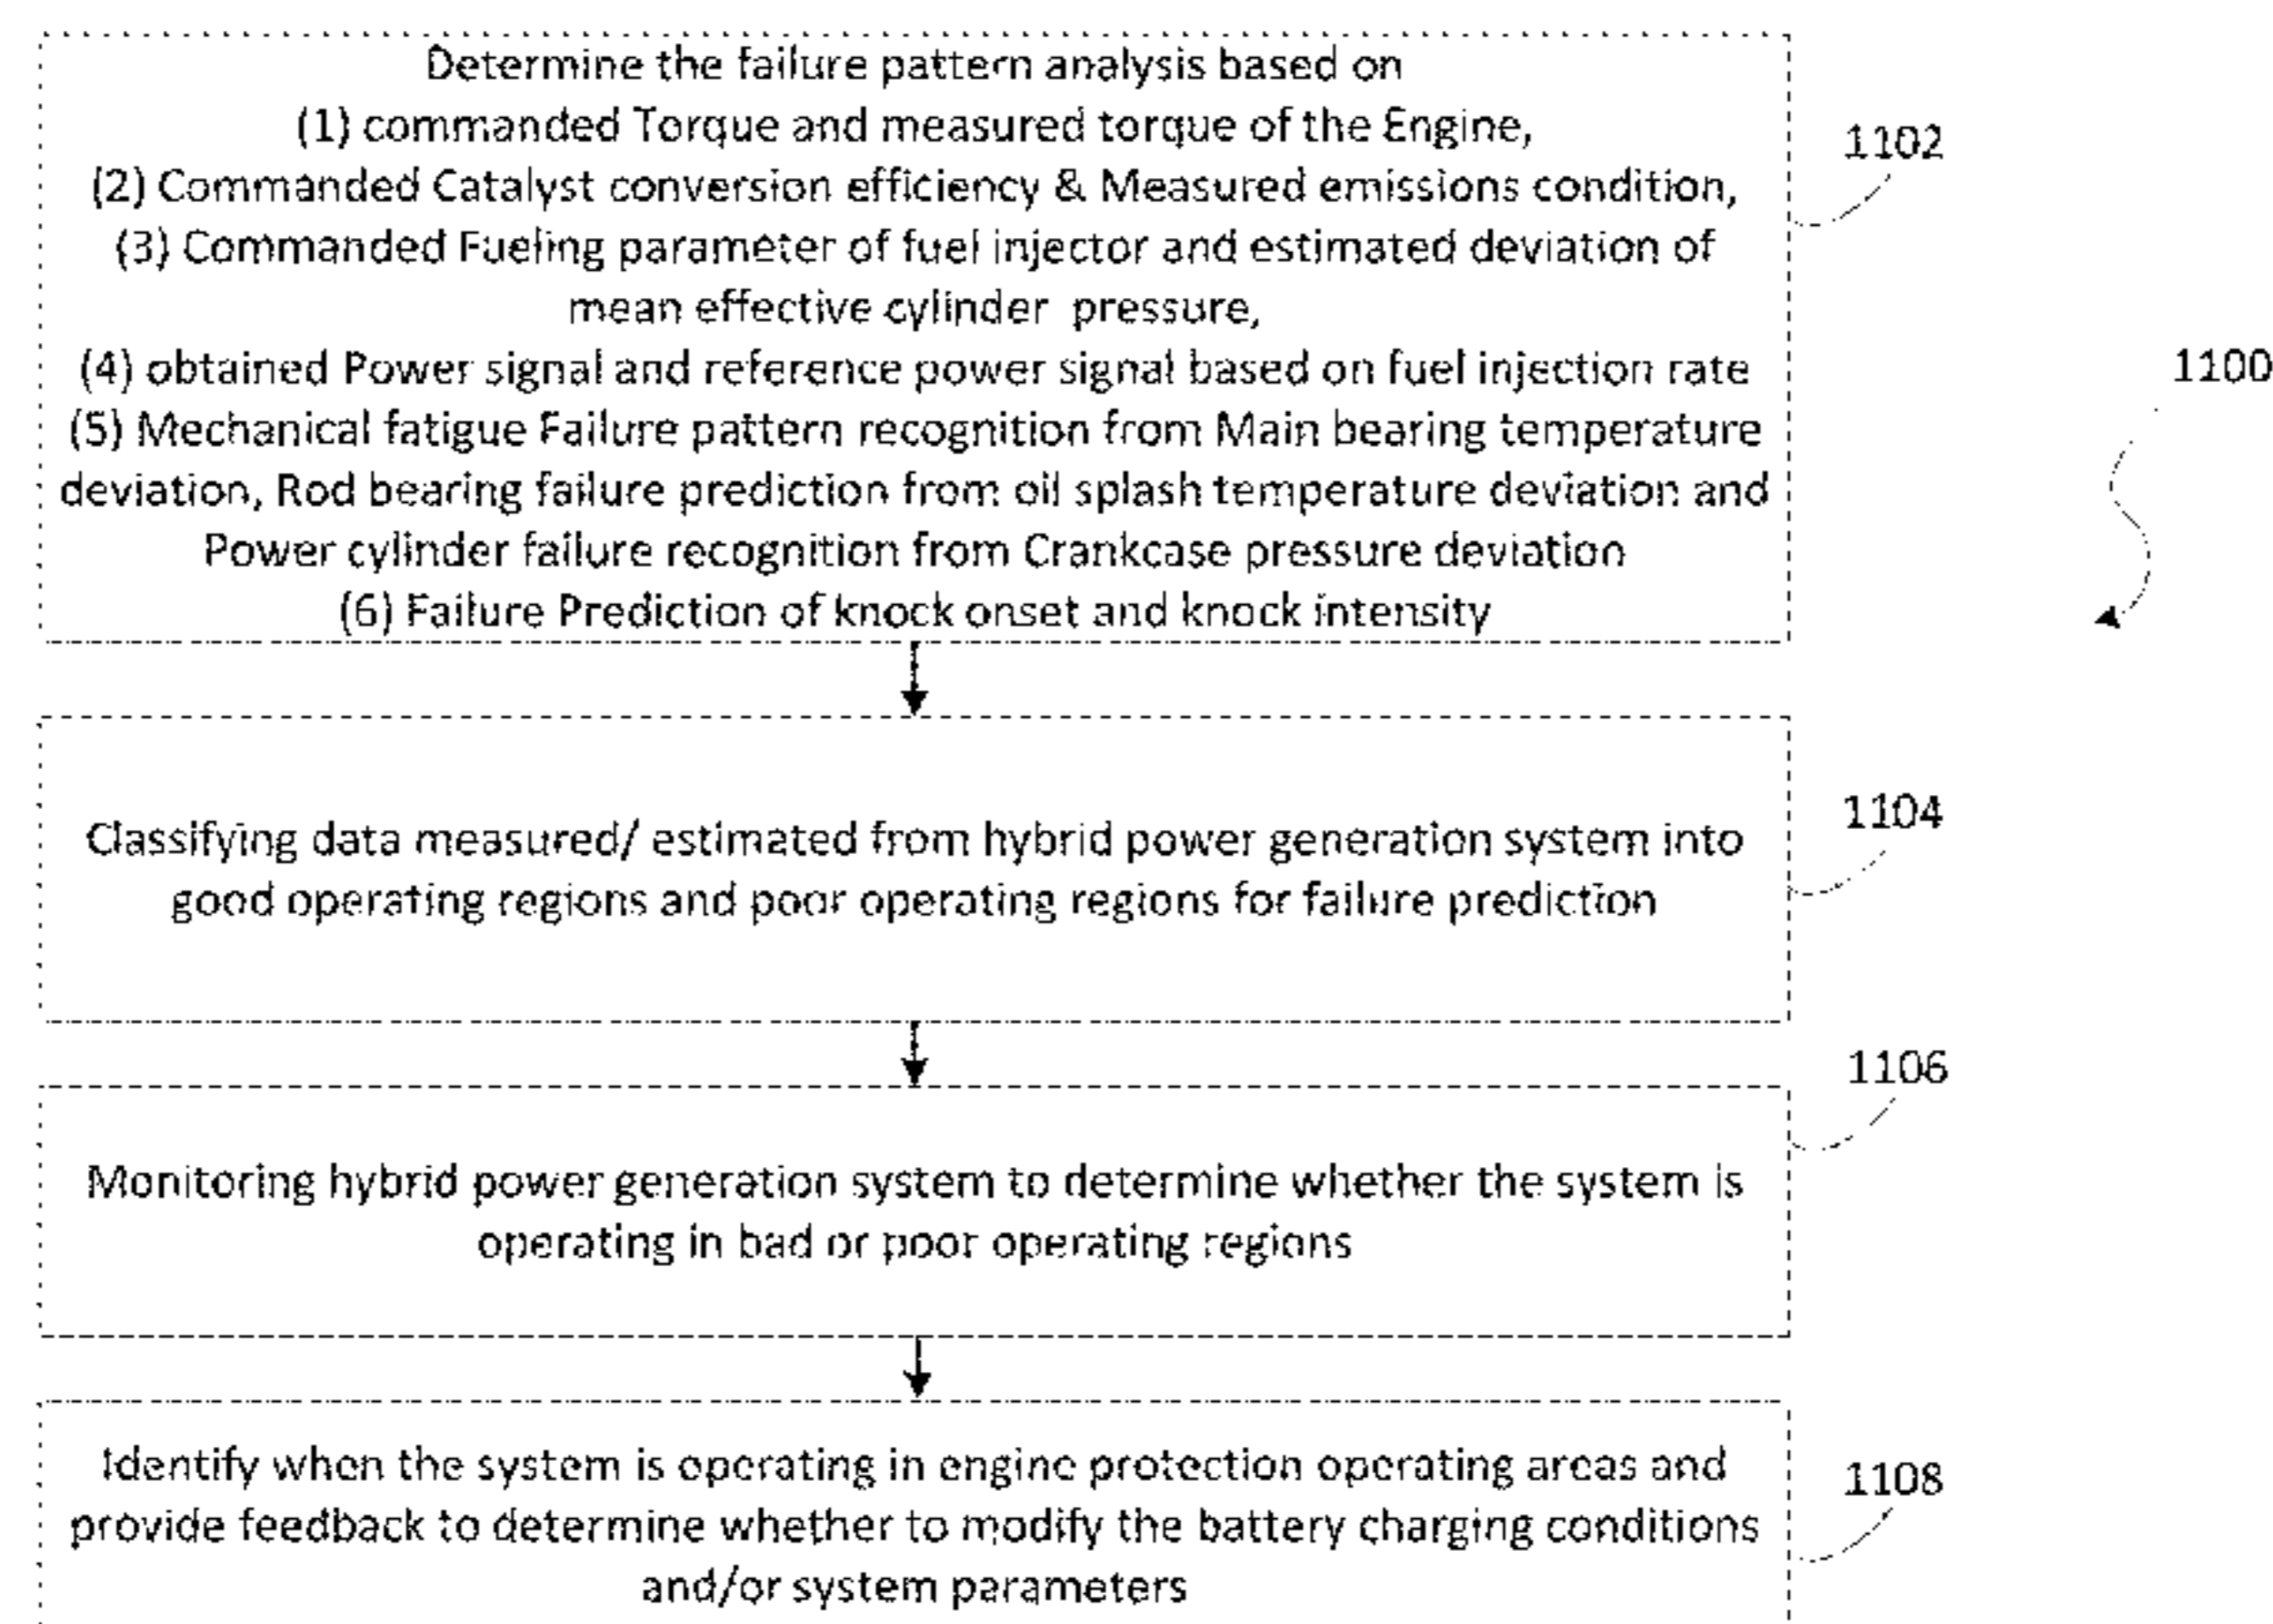 Determine the failure pattern analysis based on
(1) commanded Torque and measured torque of the Engine,
(2) Commanded Catalyst conversion efficiency & Measured emissions condition,
(3) Commanded Fueling parameter of fuel injector and estimated deviation of
mean effective cylinder pressure,
(4) obtained Power signal and reference power signal based on fuel injection rate
(5) Mechanical fatigue Failure pattern recognition from Main bearing temperature
deviation, Rod bearing failure prediction from oil splash temperature deviation and
Power cylinder failure recognition from Crankcase pressure deviation
(6) Failure Prediction of knock onset and knock intensity
1102
1100
Classifying data measured/ estimated from hybrid power generation system into
good operating regions and poor operating regions for failure prediction
1104
Monitoring hybrid power generation system to determine whether the system is
operating in bad or poor operating regions
1106
Identify when the system is operating in engine protection operating areas and
provide feedback to determine whether to modify the battery charging conditions
and/or system parameters
1108